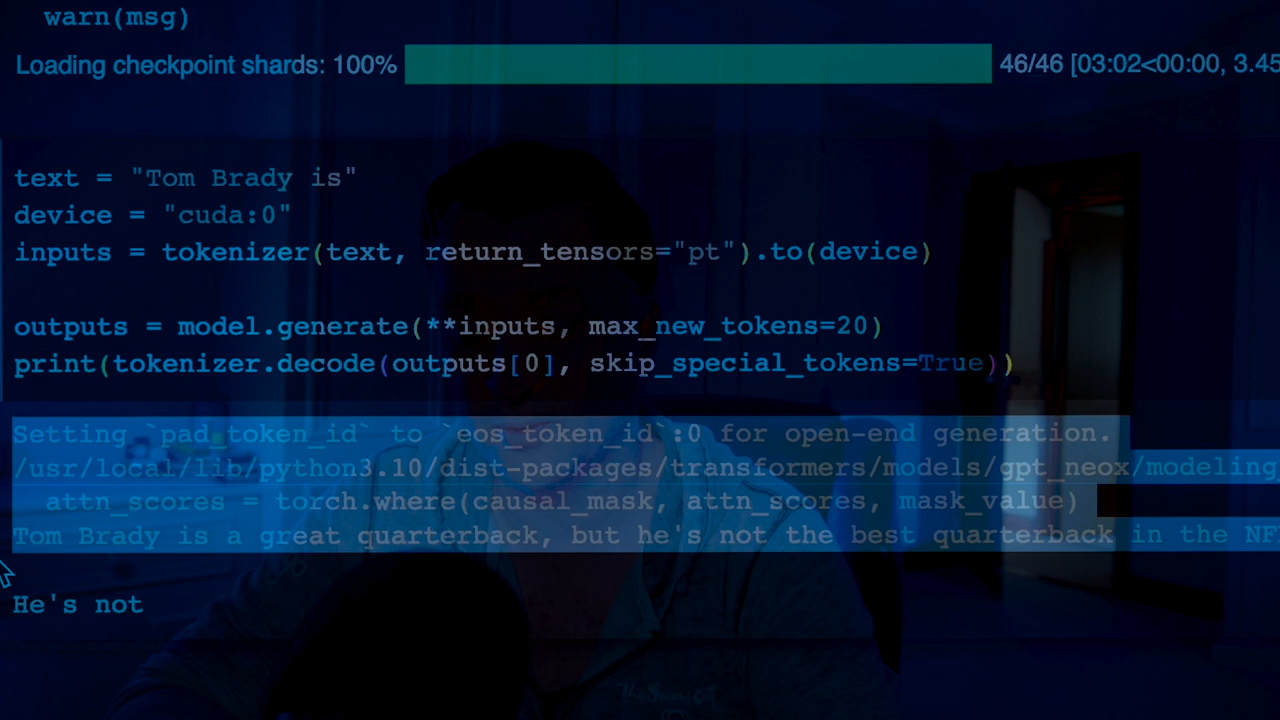 warn(msg)
Loading checkpoint shards: 100% 46/46 [03:02<00:00, 3.45
text = "Tom Brady is"
device = "cuda:0"
inputs = tokenizer(text, return_tensors="pt").to(device)
outputs = model.generate(**inputs, max_new_tokens=20)
print(tokenizer.decode(outputs[0], skip_special_tokens=True))
Setting `pad_token_id` to `eos_token_id`:0 for open-end generation.
/usr/local/lib/python3.10/dist-packages/transformers/models/gpt_neox/modeling
attn_scores = torch.where(causal_mask, attn_scores, mask_value)
Tom Brady is a great quarterback, but he's not the best quarterback in the NF
He's not